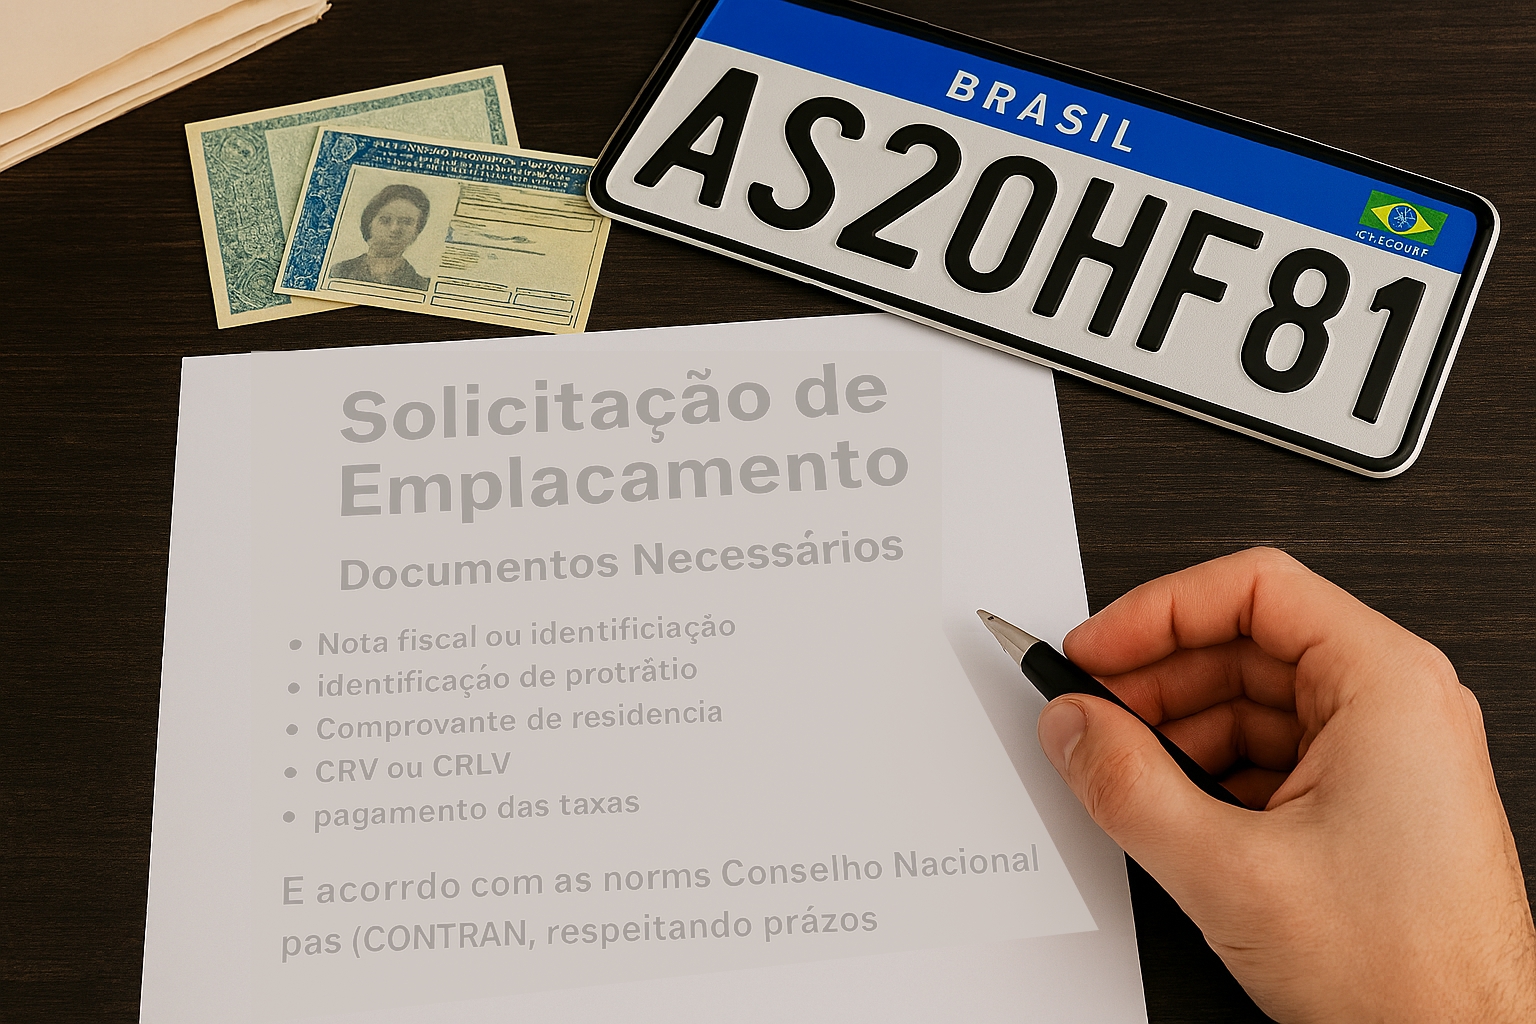 BRASIL
AS20HF81
Solicitação de
Emplacamento
Documentos Necessários
• Nota fiscal ou identificiação
• identificaçáo de protrătio
• Comprovante de residencia
• CRV ou CRLV
• pagamento das taxas
E acorrdo com as norms Conselho Nacional
pas (CONTRAN, respeitando prázos